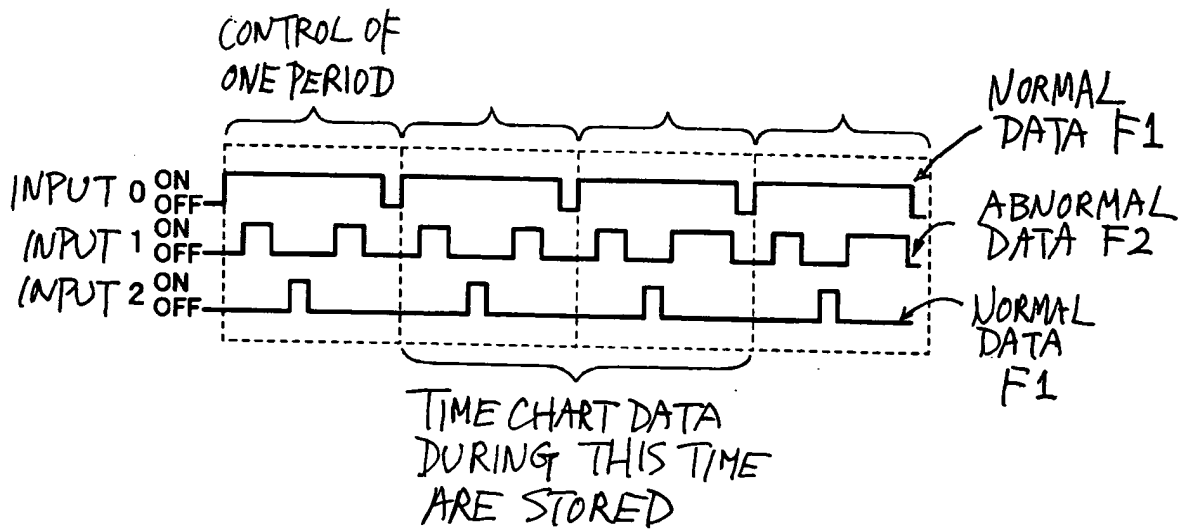 CONTROL OF
ONE PERIOD
NORMAL
DATA F1
INPUT 0 ON
OFF
INPUT 1 ON
OFF
ABNORMAL
DATA F2
INPUT 2 ON
OFF
NORMAL
DATA
F1
TIME CHART DATA
DURING THIS TIME
ARE STORED